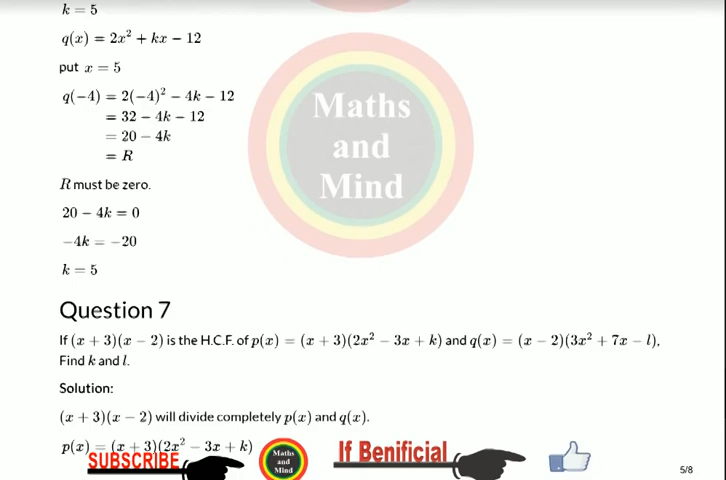 k = 5
q(x) = 2x² + kx − 12
put x = 5
q(−4) = 2(−4)² − 4k − 12
= 32 − 4k − 12
= 20 − 4k
= R
R must be zero.
20 − 4k = 0
−4k = −20
k = 5
Maths
and
Mind
Question 7
If (x + 3)(x − 2) is the H.C.F. of p(x) = (x + 3)(2x² − 3x + k) and q(x) = (x − 2)(3x² + 7x − l),
Find k and l.
Solution:
(x + 3)(x − 2) will divide completely p(x) and q(x).
p(x) = (x + 3)(2x² − 3x + k)
SUBSCRIBE
Maths
and
Mind
If Benificial
5/8